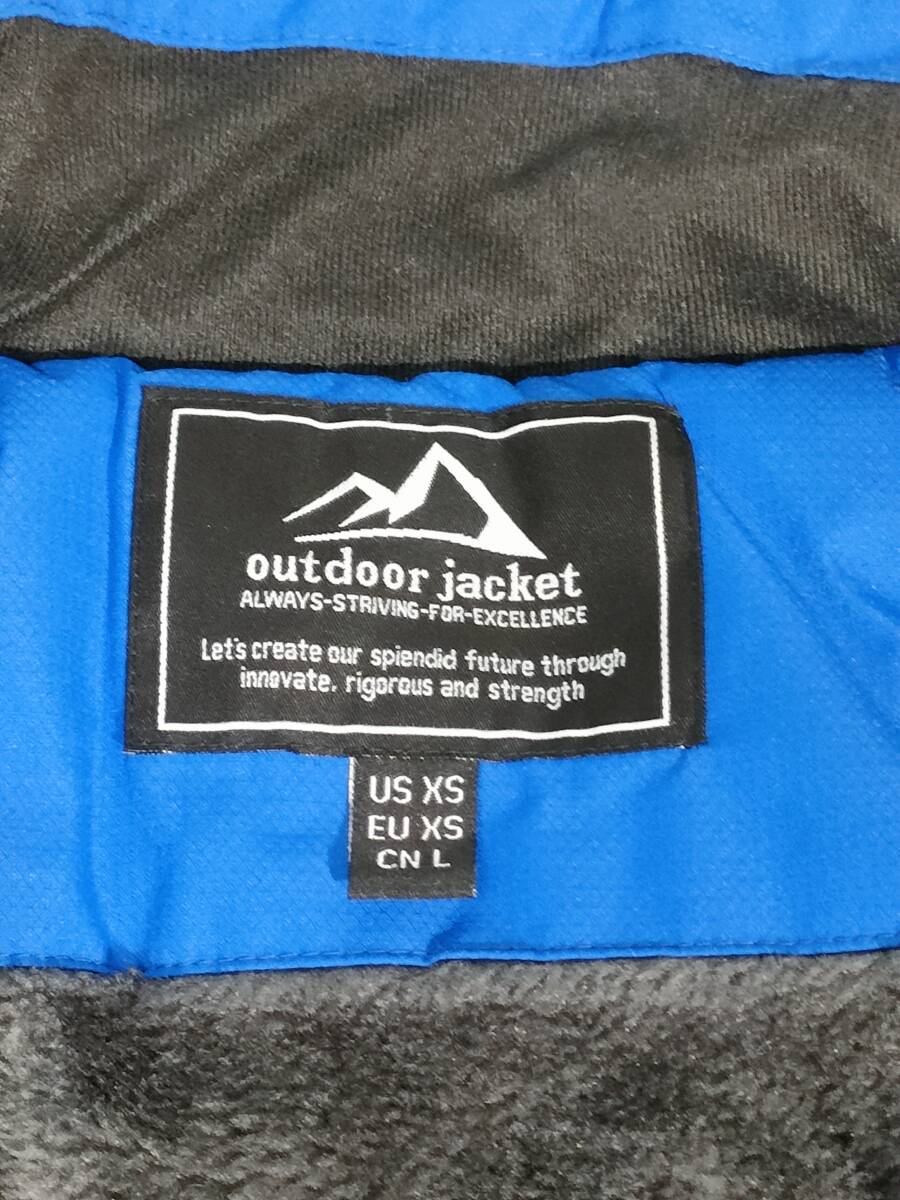 outdoor jacket
ALWAYS-STRIVING-FOR-EXCELLENCE
Let's create our spiendid future through
innovate. rigorous and strength
US XS
EU XS
CN L